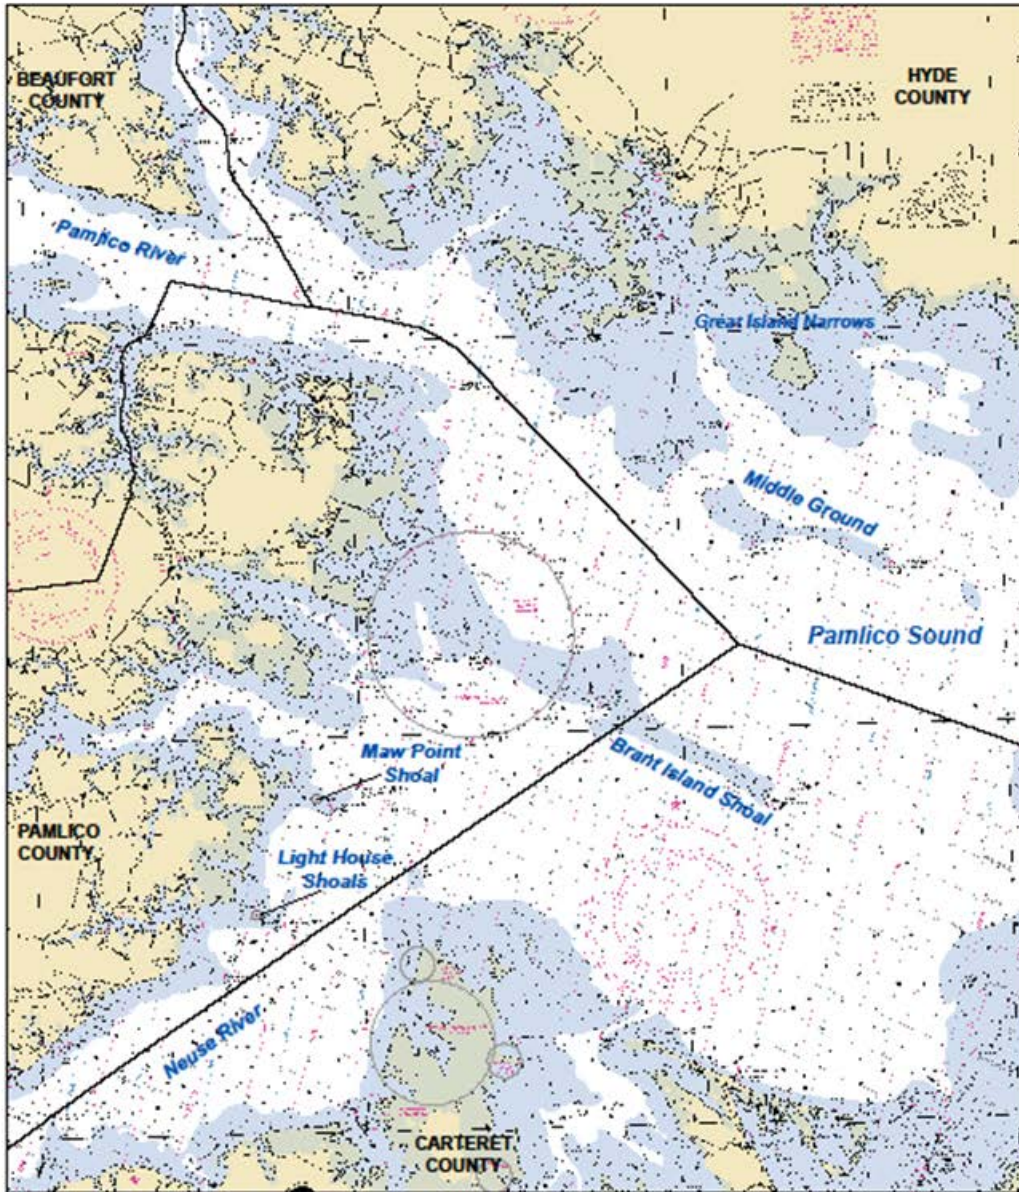 BEAUFORT
COUNTY
HYDE
COUNTY
Pamlico River
Great Island Narrows
Middle Ground
Pamlico Sound
Maw Point
Shoal
Brant Island Shoal
PAMLICO
COUNTY
Light House
Shoals
Neuse River
CARTERET
COUNTY